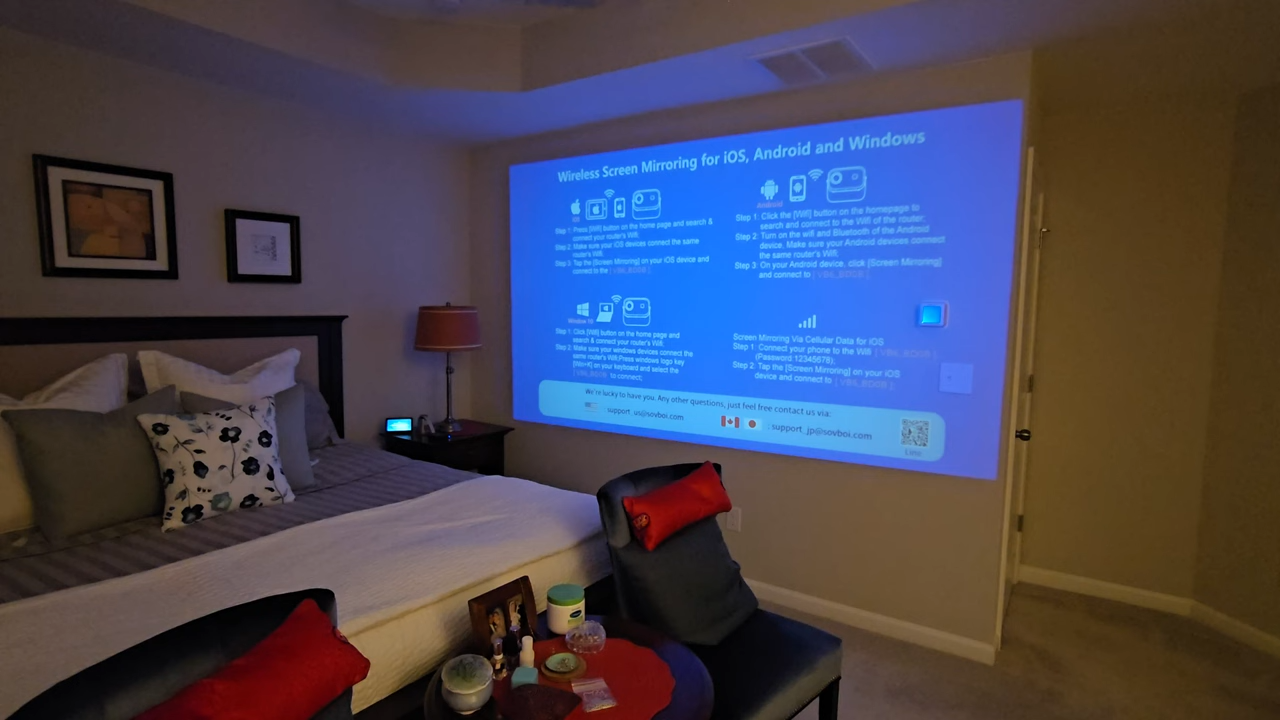 Wireless Screen Mirroring for iOS, Android and Windows
Step 1: Press [Wifi] button on the home page and search &
connect your router's Wifi;
Step 2: Make sure your iOS devices connect the same
router's Wifi;
Step 3: Tap the [Screen Mirroring] on your iOS device and
connect to the
Android
Step 1: Click the [Wifi] button on the homepage to
search and connect to the Wifi of the router;
Step 2: Turn on the wifi and Bluetooth of the Android
device. Make sure your Android devices connect
the same router's Wifi;
Step 3: On your Android device, click [Screen Mirroring]
and connect to
Windows 10
Step 1: Click [Wifi] button on the home page and
search & connect your router's Wifi;
Step 2: Make sure your windows devices connect the
same router's Wifi;Press windows logo key
[Win+K] on your keyboard and select the
to connect;
Screen Mirroring Via Cellular Data for iOS
Step 1: Connect your phone to the Wifi
(Password:12345678);
Step 2: Tap the [Screen Mirroring] on your iOS
device and connect to
We're lucky to have you. Any other questions, just feel free contact us via:
: support_us@sovboi.com
: support_jp@sovboi.com